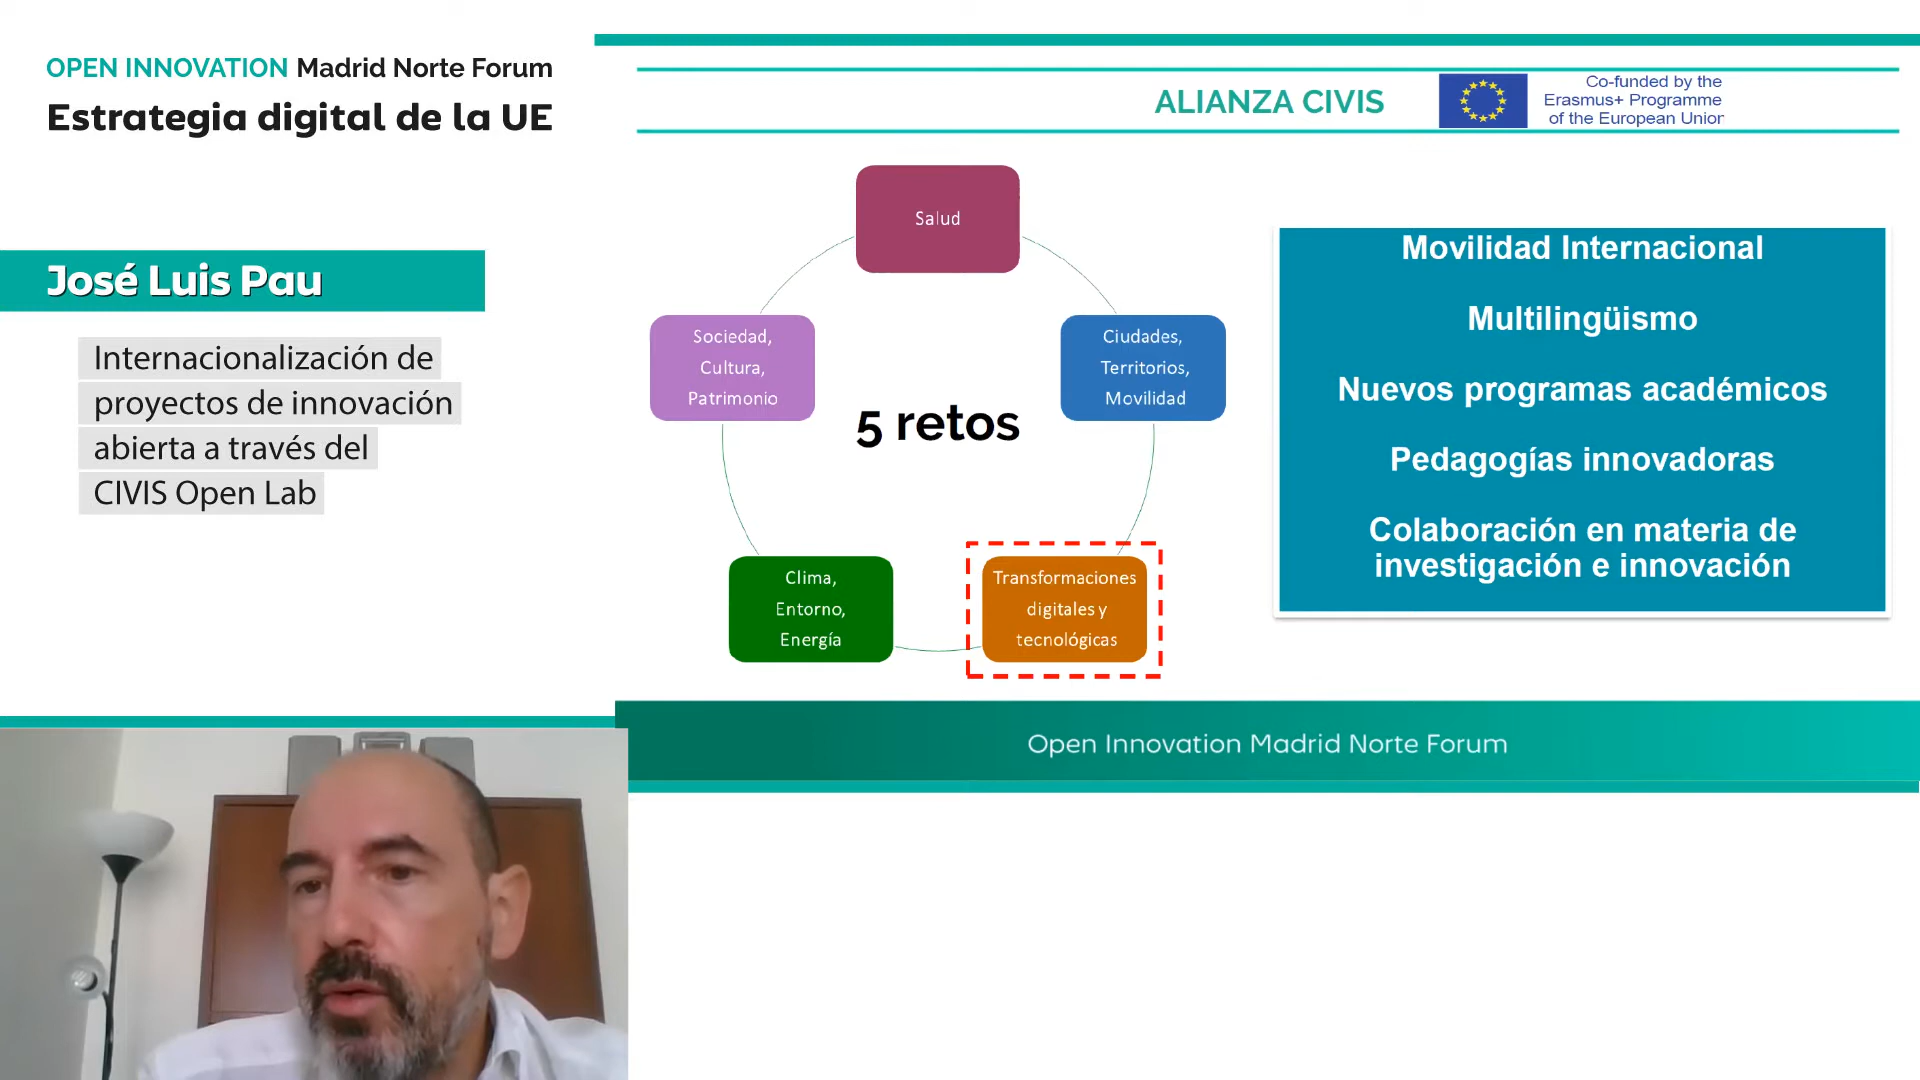 OPEN INNOVATION Madrid Norte Forum
Estrategia digital de la UE
José Luis Pau
Internacionalización de
proyectos de innovación
abierta a través del
CIVIS Open Lab
ALIANZA CIVIS
Co-funded by the
Erasmus+ Programme
of the European Union
Salud
Ciudades,
Territorios,
Movilidad
Transformaciones
digitales y
tecnológicas
Clima,
Entorno,
Energía
Sociedad,
Cultura,
Patrimonio
5 retos
Movilidad Internacional
Multilingüismo
Nuevos programas académicos
Pedagogías innovadoras
Colaboración en materia de
investigación e innovación
Open Innovation Madrid Norte Forum